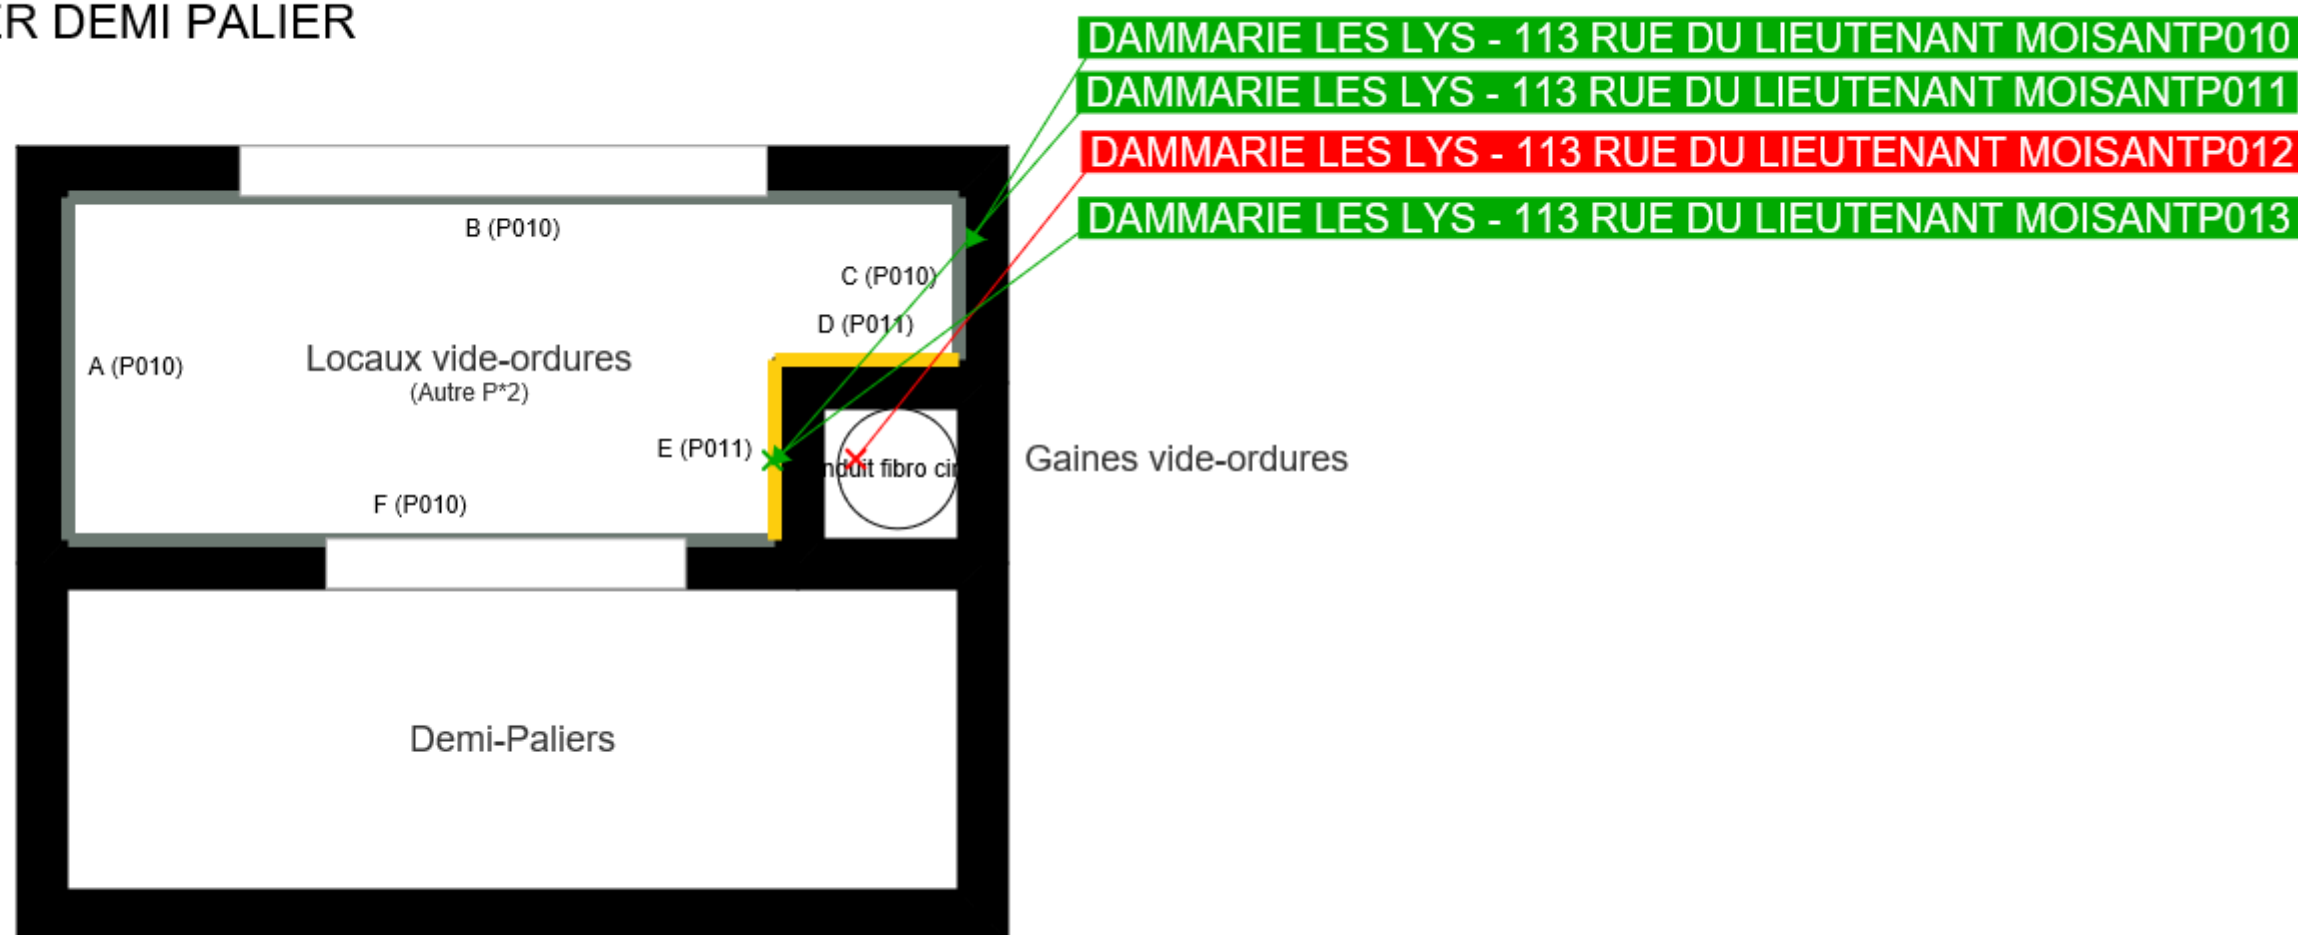 DEMI PALIER
DAMMARIE LES LYS - 113 RUE DU LIEUTENANT MOISANTP010
DAMMARIE LES LYS - 113 RUE DU LIEUTENANT MOISANTP011
DAMMARIE LES LYS - 113 RUE DU LIEUTENANT MOISANTP012
DAMMARIE LES LYS - 113 RUE DU LIEUTENANT MOISANTP013
B (P010)
C (P010)
D (P011)
A (P010)
Locaux vide-ordures
(Autre P*2)
E (P011)
fibro
Gaines vide-ordures
F (P010)
Demi-Paliers